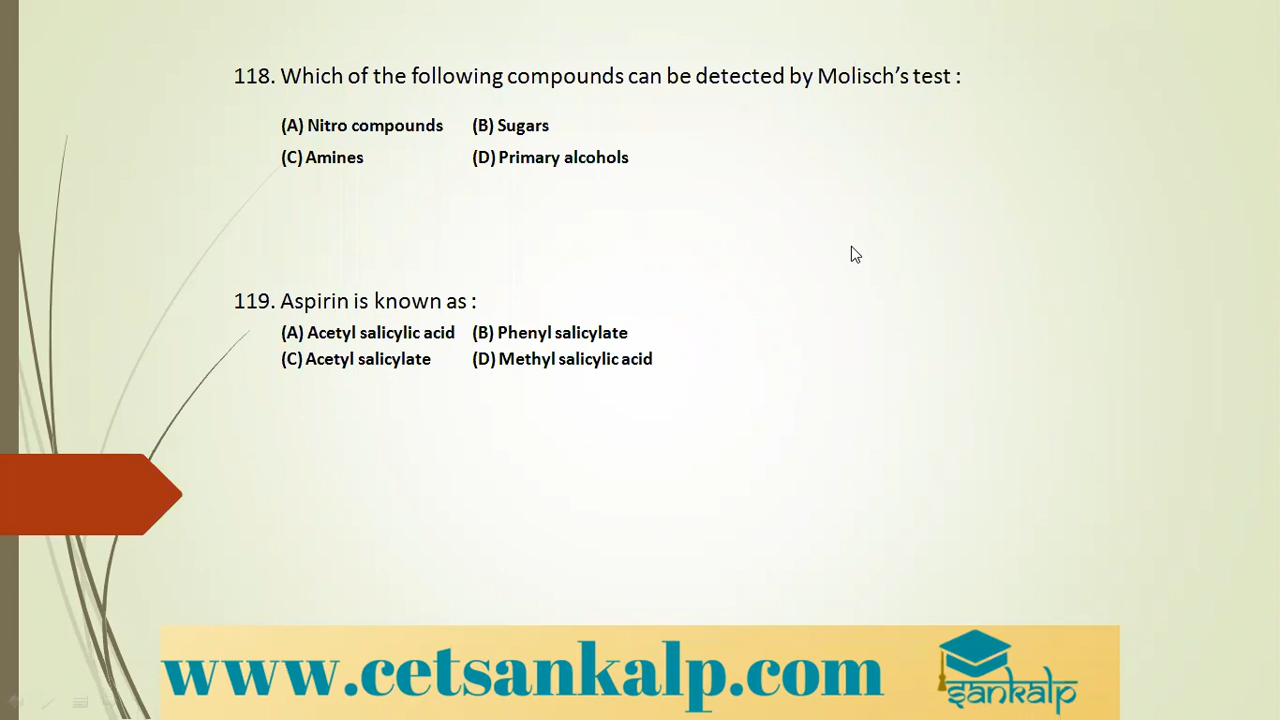 118. Which of the following compounds can be detected by Molisch’s test :
(A) Nitro compounds (B) Sugars
(C) Amines (D) Primary alcohols
119. Aspirin is known as :
(A) Acetyl salicylic acid (B) Phenyl salicylate
(C) Acetyl salicylate (D) Methyl salicylic acid
www.cetsankalp.com
sankalp